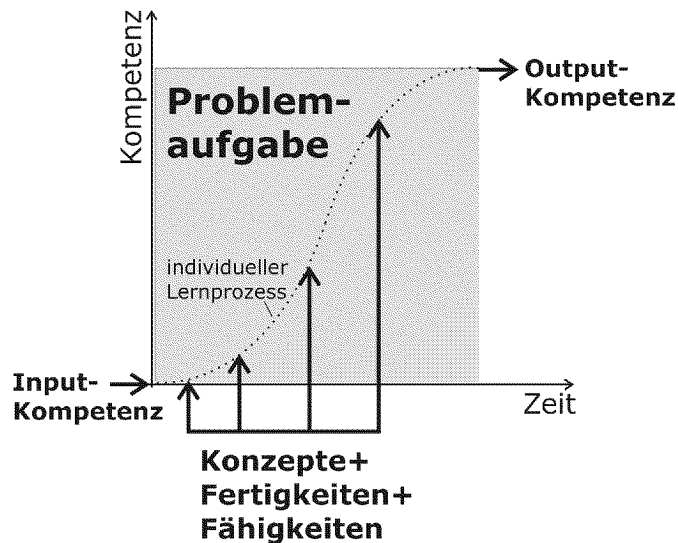 Kompetenz
Problem-
aufgabe
Output-
Kompetenz
individueller
Lernprozess
Input-
Kompetenz
Zeit
Konzepte+
Fertigkeiten+
Fähigkeiten